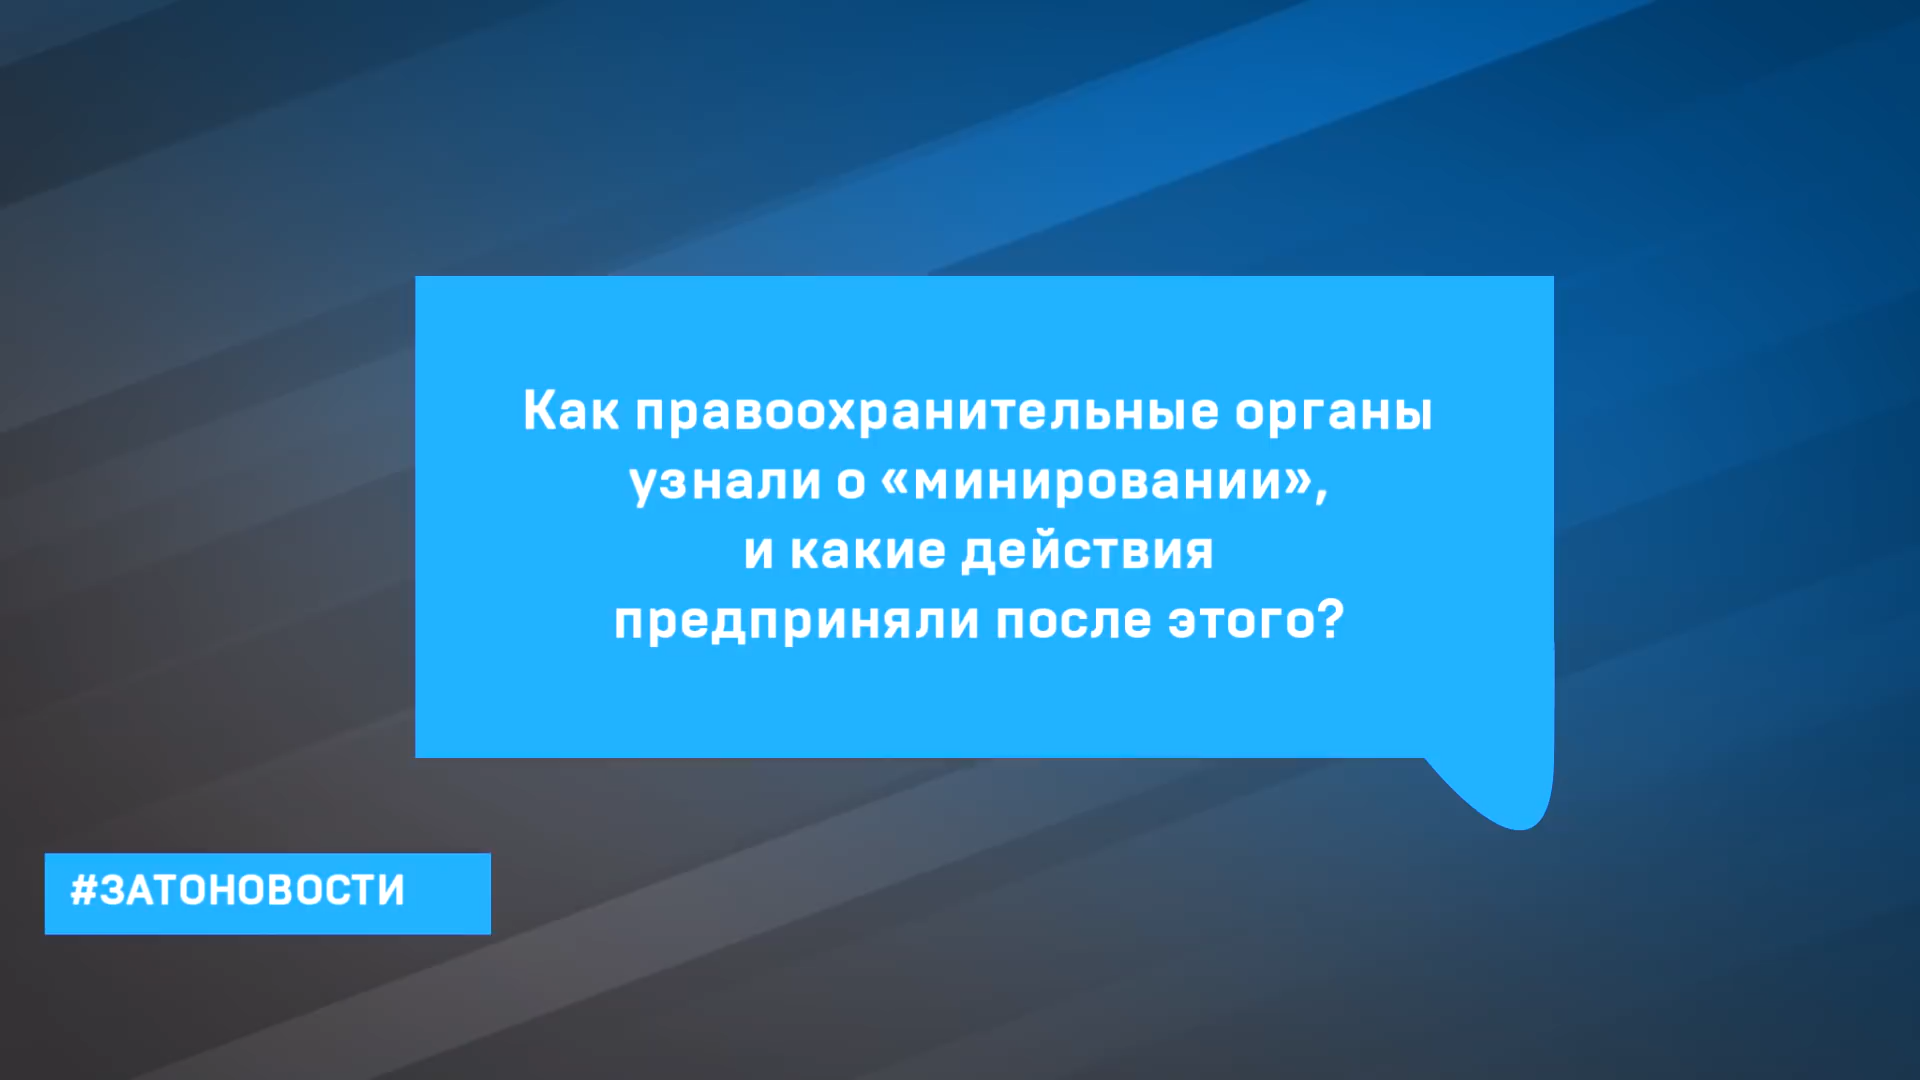 Как правоохранительные органы
узнали о «минировании»,
и какие действия
предприняли после этого?
#ЗАТОНОВОСТИ